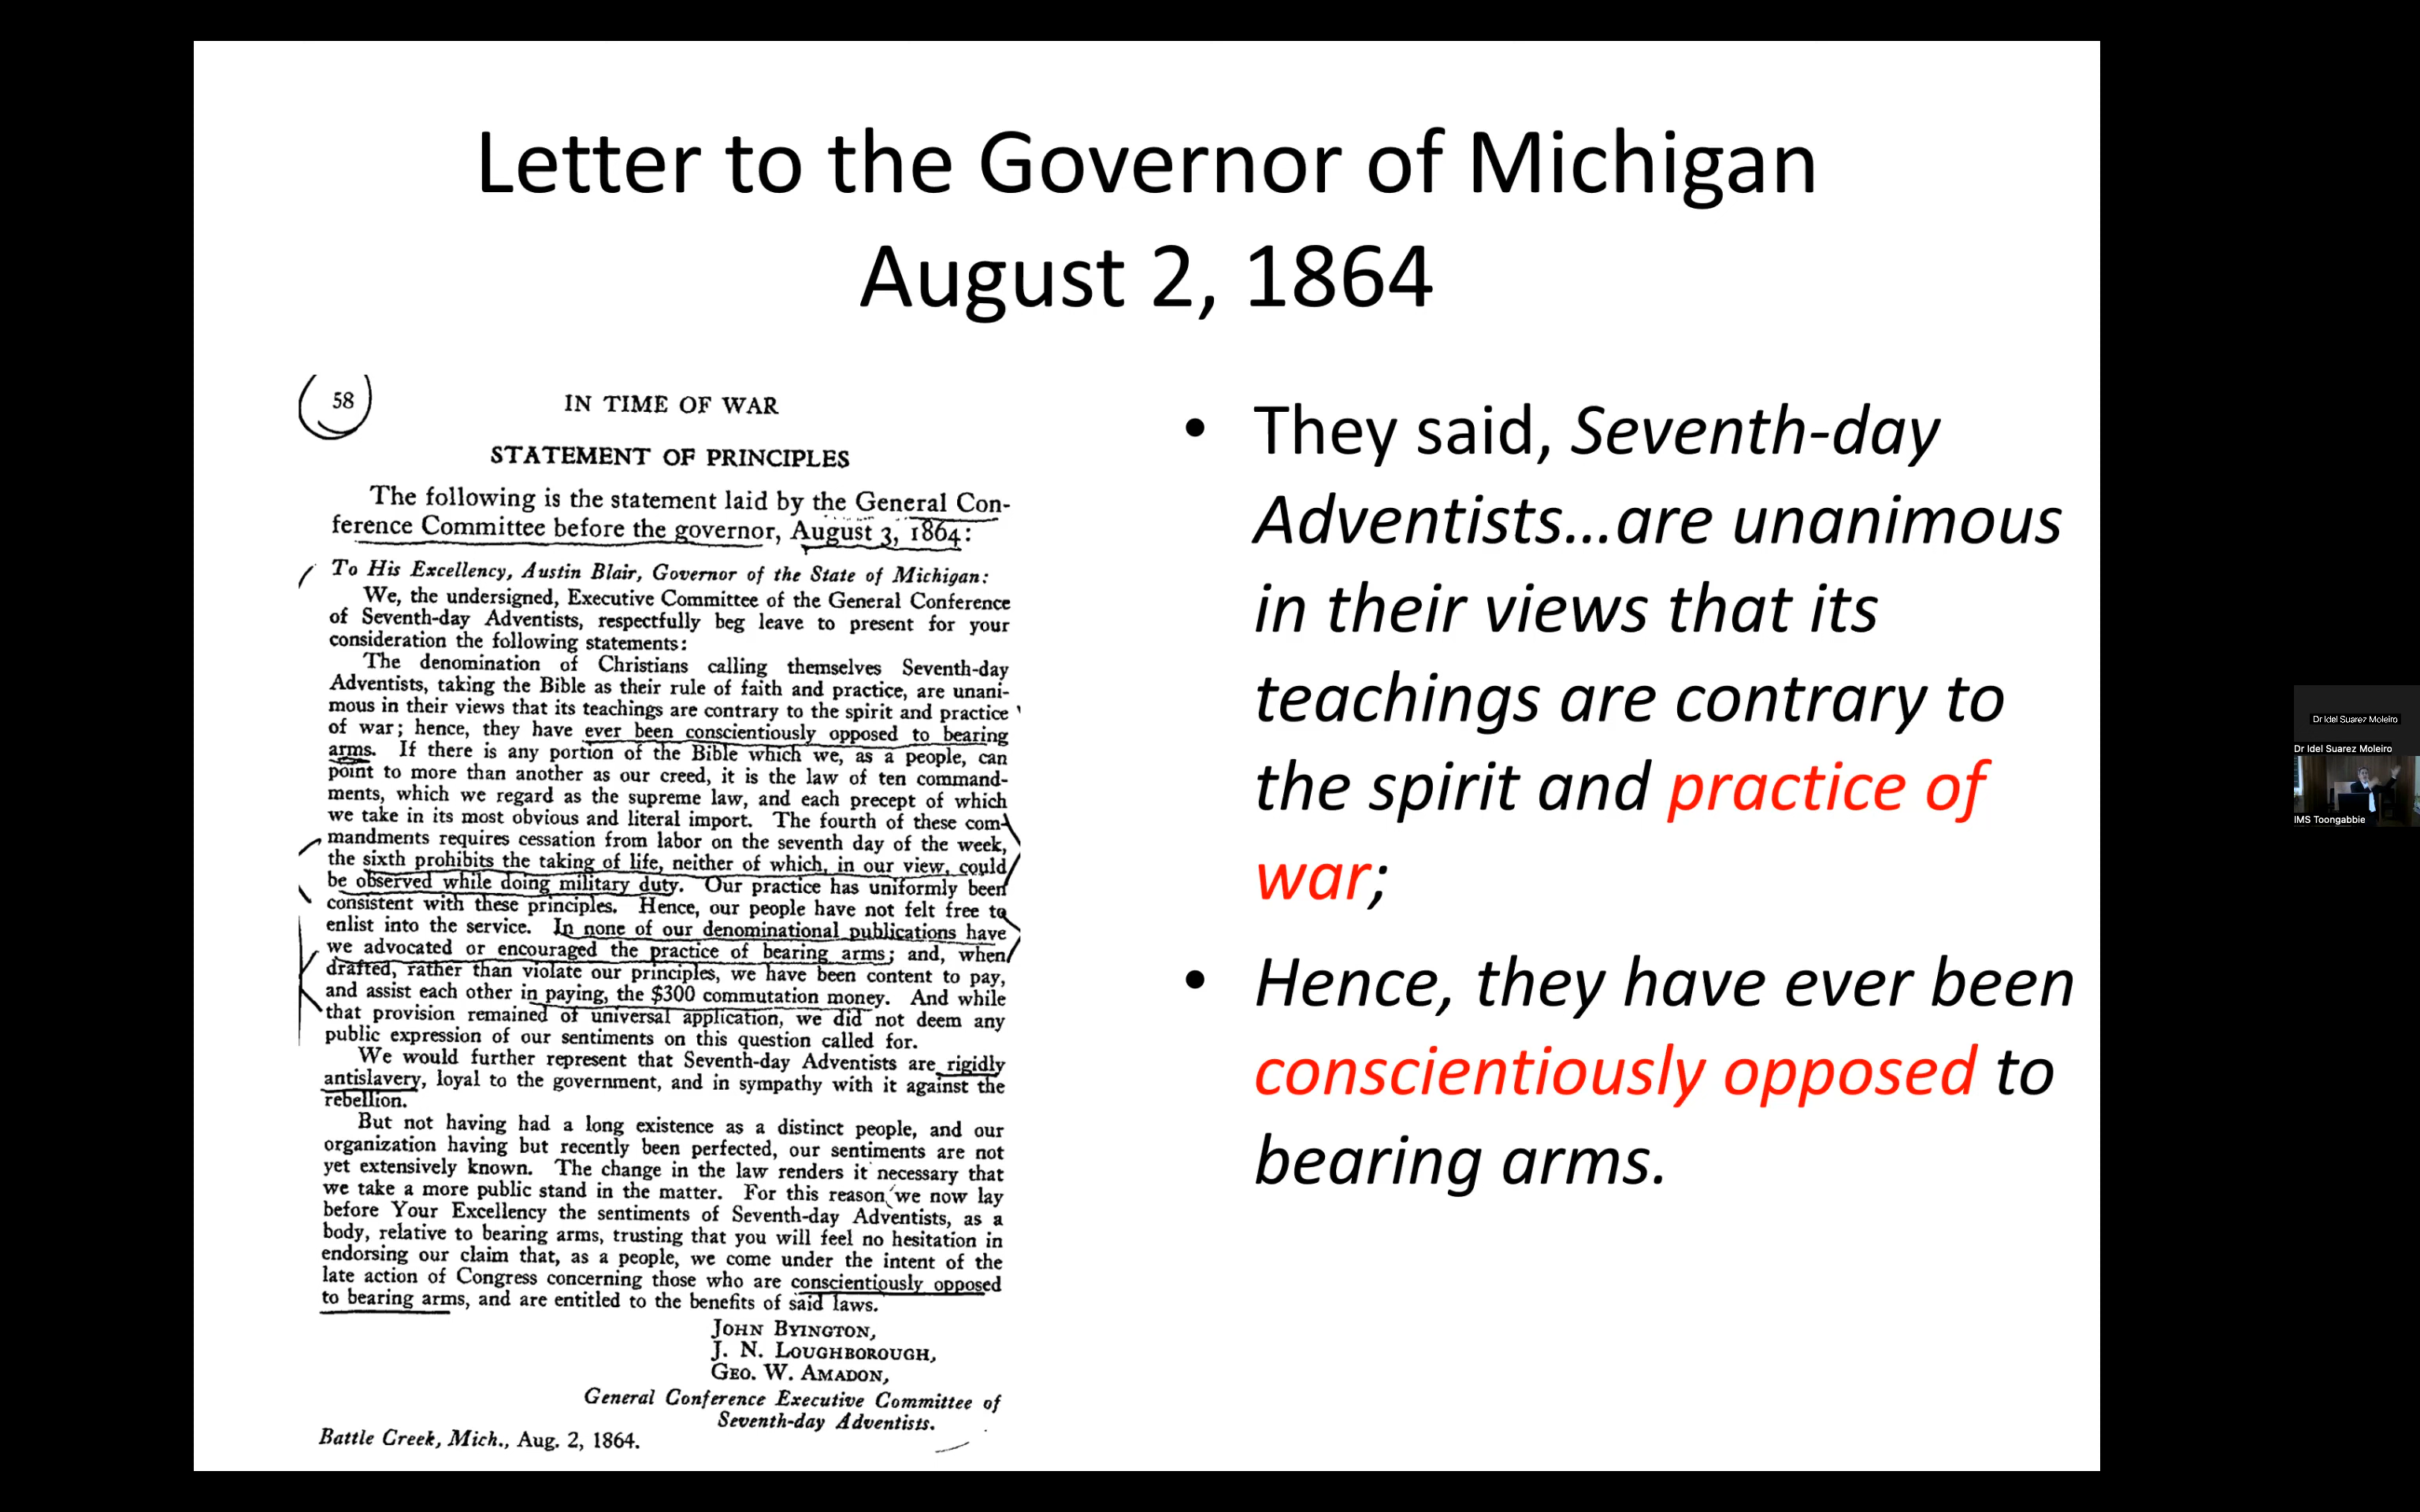 Letter to the Governor of Michigan
August 2, 1864
58
IN TIME OF WAR
STATEMENT OF PRINCIPLES
The following is the statement laid by the General Con-
ference Committee before the governor, August 3, 1864:
To His Excellency, Austin Blair, Governor of the State of Michigan:
We, the undersigned, Executive Committee of the General Conference
of Seventh-day Adventists, respectfully beg leave to present for your
consideration the following statements:
The denomination of Christians calling themselves Seventh-day
Adventists, taking the Bible as their rule of faith and practice, are unani-
mous in their views that its teachings are contrary to the spirit and practice
of war; hence, they have ever been conscientiously opposed to bearing
arms. If there is any portion of the Bible which we, as a people, can
point to more than another as our creed, it is the law of ten command-
ments, which we regard as the supreme law, and each precept of which
we take in its most obvious and literal import. The fourth of these com-
mandments requires cessation from labor on the seventh day of the week,
the sixth prohibits the taking of life, neither of which, in our view, could
be observed while doing military duty. Our practice has uniformly been
consistent with these principles. Hence, our people have not felt free to
enlist into the service. In none of our denominational publications have
we advocated or encouraged the practice of bearing arms; and, when
drafted, rather than violate our principles, we have been content to pay,
and assist each other in paying, the $300 commutation money. And while
that provision remained of universal application, we did not deem any
public expression of our sentiments on this question called for.
We would further represent that Seventh-day Adventists are rigidly
antislavery, loyal to the government, and in sympathy with it against the
rebellion.
But not having had a long existence as a distinct people, and our
organization having but recently been perfected, our sentiments are not
yet extensively known. The change in the law renders it necessary that
we take a more public stand in the matter. For this reason we now lay
before Your Excellency the sentiments of Seventh-day Adventists, as a
body, relative to bearing arms, trusting that you will feel no hesitation in
endorsing our claim that, as a people, we come under the intent of the
late action of Congress concerning those who are conscientiously opposed
to bearing arms, and are entitled to the benefits of said laws.
JOHN BYINGTON,
J. N. LOUGHBOROUGH,
GEO. W. AMADON,
General Conference Executive Committee of
Seventh-day Adventists.
Battle Creek, Mich., Aug. 2, 1864.
• They said, Seventh-day
Adventists...are unanimous
in their views that its
teachings are contrary to
the spirit and practice of
war;
• Hence, they have ever been
conscientiously opposed to
bearing arms.
Dr Idel Suarez Moleiro
Dr Idel Suarez Moleiro
IMS Toongabbie